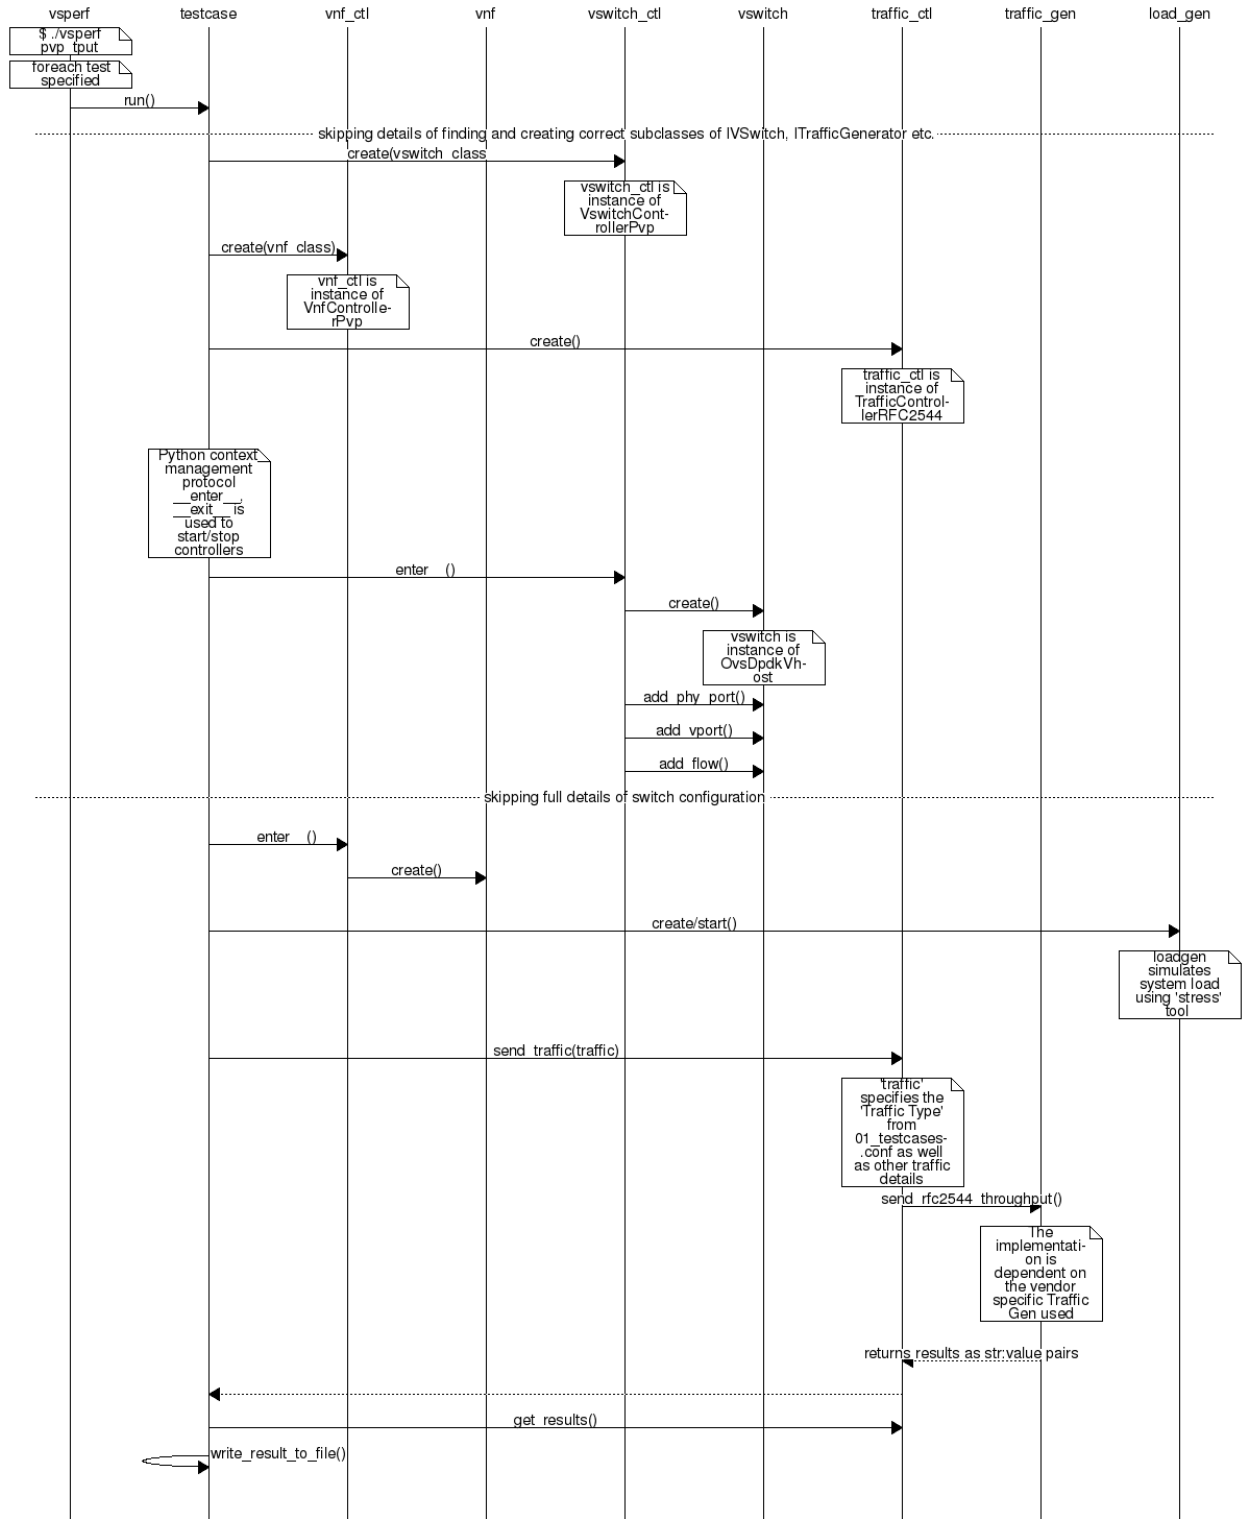 vsperf testcase vnf_ctl vnf vswitch_ctl vswitch traffic_ctl traffic_gen load_gen
$ ./vsperf
pvp_tput
foreach test
specified
run()
skipping details of finding and creating correct subclasses of IVSwitch, ITrafficGenerator etc.
create(vswitch_class
vswitch_ctl is
instance of
VswitchCont-
rollerPvp
create(vnf_class)
vnf_ctl is
instance of
VnfControlle-
rPvp
create()
traffic_ctl is
instance of
TrafficControl-
lerRFC2544
Python context
management
protocol
__enter__,
__exit__ is
used to
start/stop
controllers
__enter__()
create()
vswitch is
instance of
OvsDpdkVh-
ost
add_phy_port()
add_vport()
add_flow()
skipping full details of switch configuration
__enter__()
create()
create/start()
loadgen
simulates
system load
using 'stress'
tool
send_traffic(traffic)
'traffic'
specifies the
'Traffic Type'
from
01_testcases-
.conf as well
as other traffic
details
send_rfc2544_throughput()
The
implementati-
on is
dependent on
the vendor
specific Traffic
Gen used
returns results as str:value pairs
get_results()
write_result_to_file()